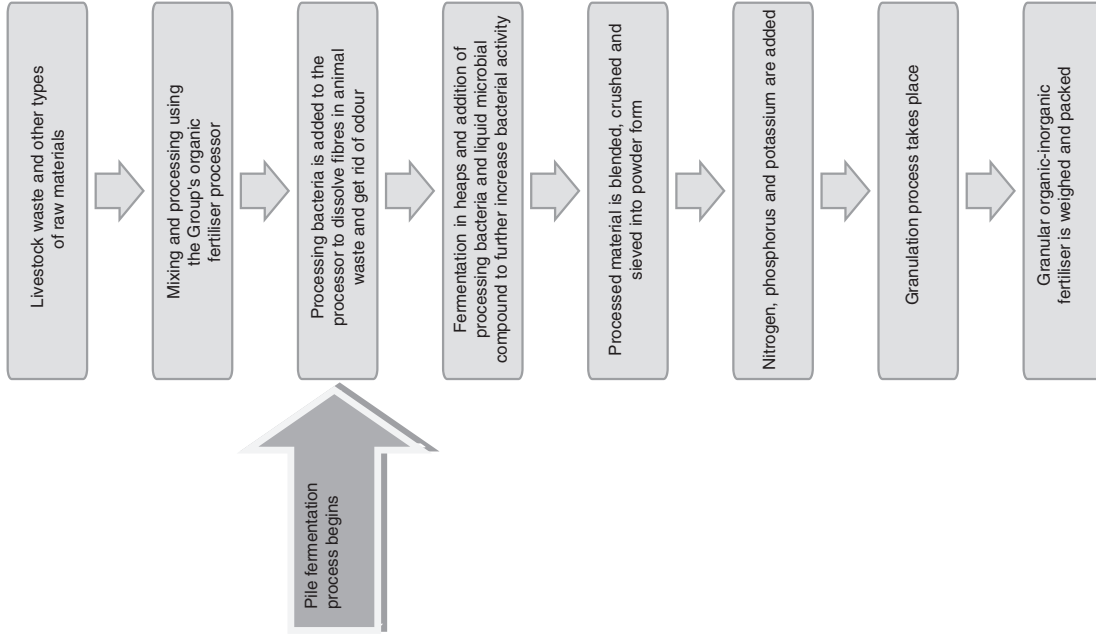 Livestock waste and other types
of raw materials
Mixing and processing using
the Group's organic
fertiliser processor
Processing bacteria is added to the
processor to dissolve fibres in animal
waste and get rid of odour
Pile fermentation
process begins
Fermentation in heaps and addition of
processing bacteria and liquid microbial
compound to further increase bacterial activity
Processed material is blended, crushed and
sieved into powder form
Nitrogen, phosphorus and potassium are added
Granulation process takes place
Granular organic-inorganic
fertiliser is weighed and packed